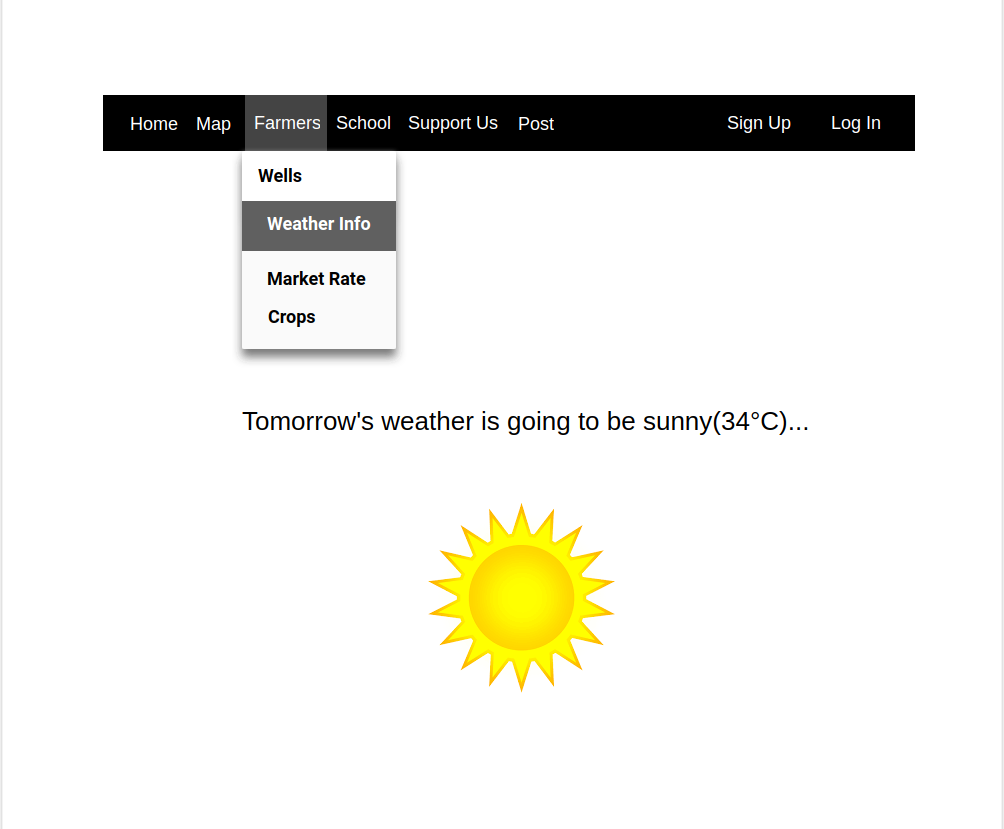 Home Map Farmers School Support Us Post Sign Up Log In
Wells
Weather Info
Market Rate
Crops
Tomorrow's weather is going to be sunny(34°C)...